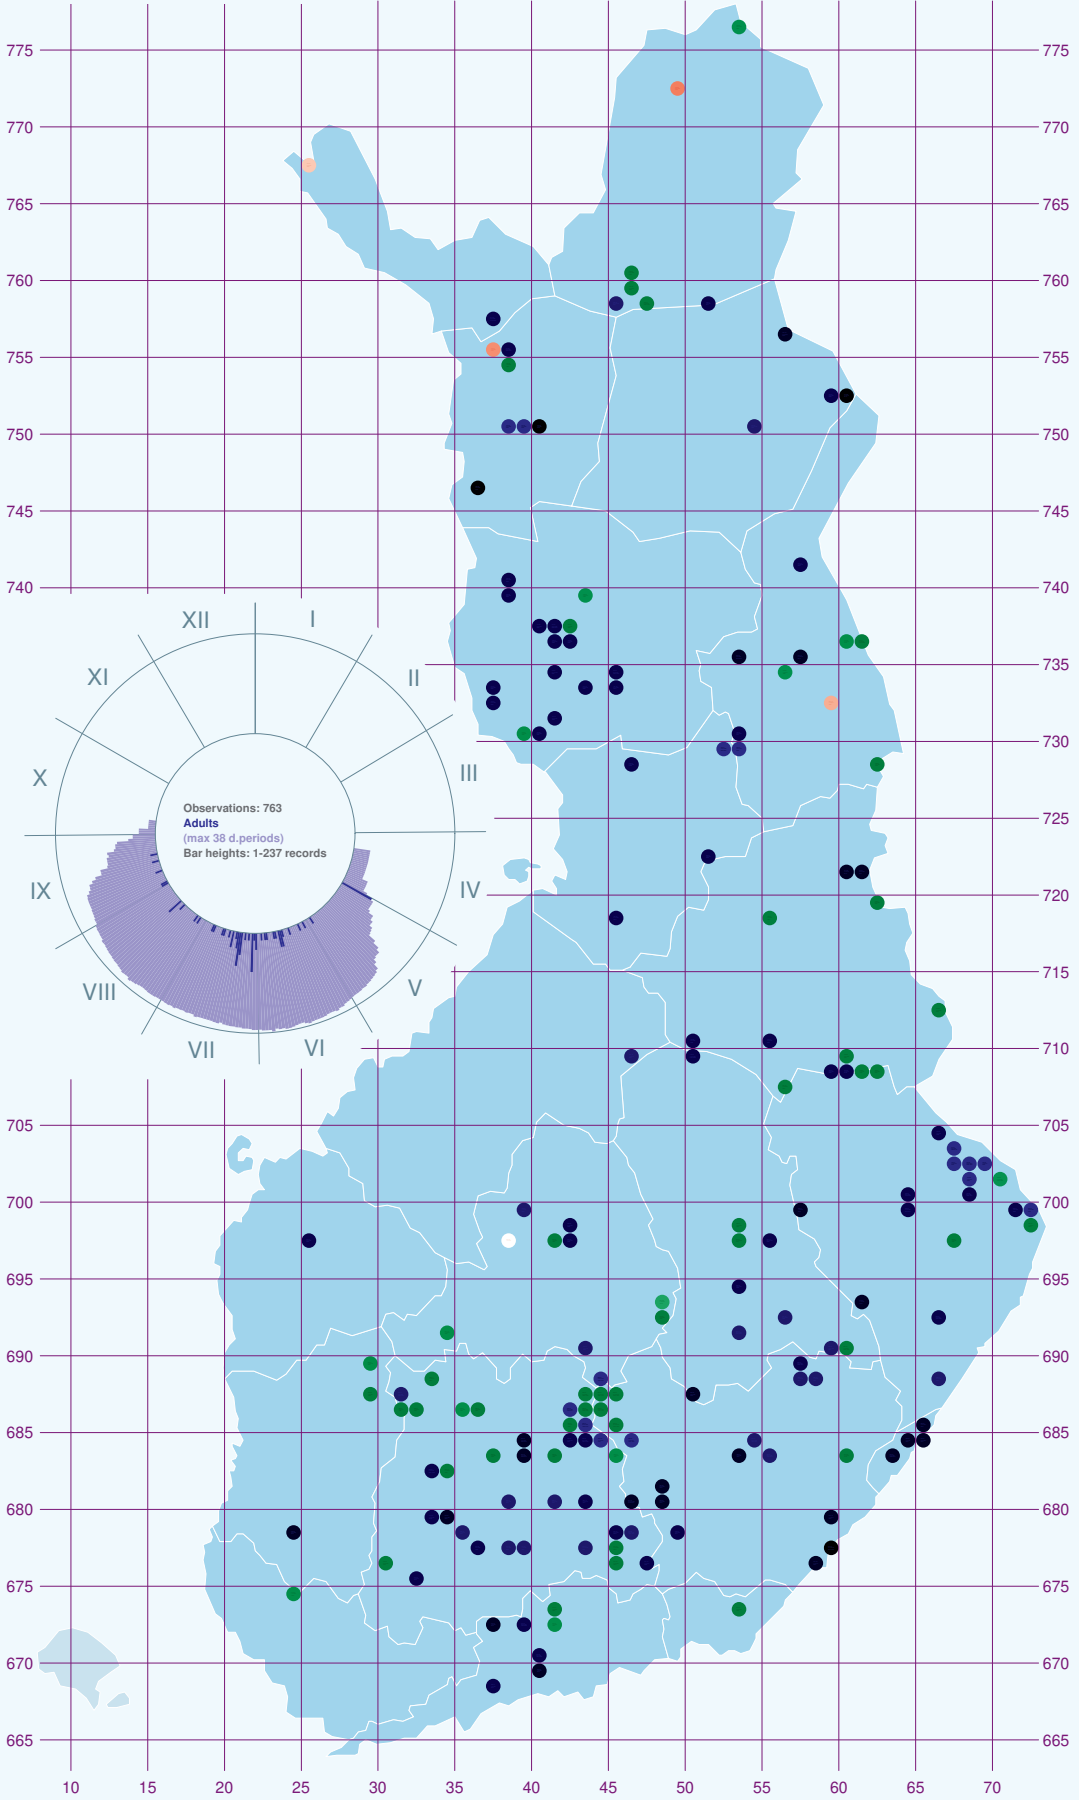 775 775
770 770
765 765
760 760
755 755
750 750
745 745
740 740
XII I
XI II
735 735
730 730
X III
Observations: 763
Adults
(max 38 d.periods)
Bar heights: 1-237 records
725 725
IX IV
720 720
VIII V
715 715
VII VI
710 710
705 705
700 700
695 695
690 690
685 685
680 680
675 675
670 670
665 665
10 15 20 25 30 35 40 45 50 55 60 65 70